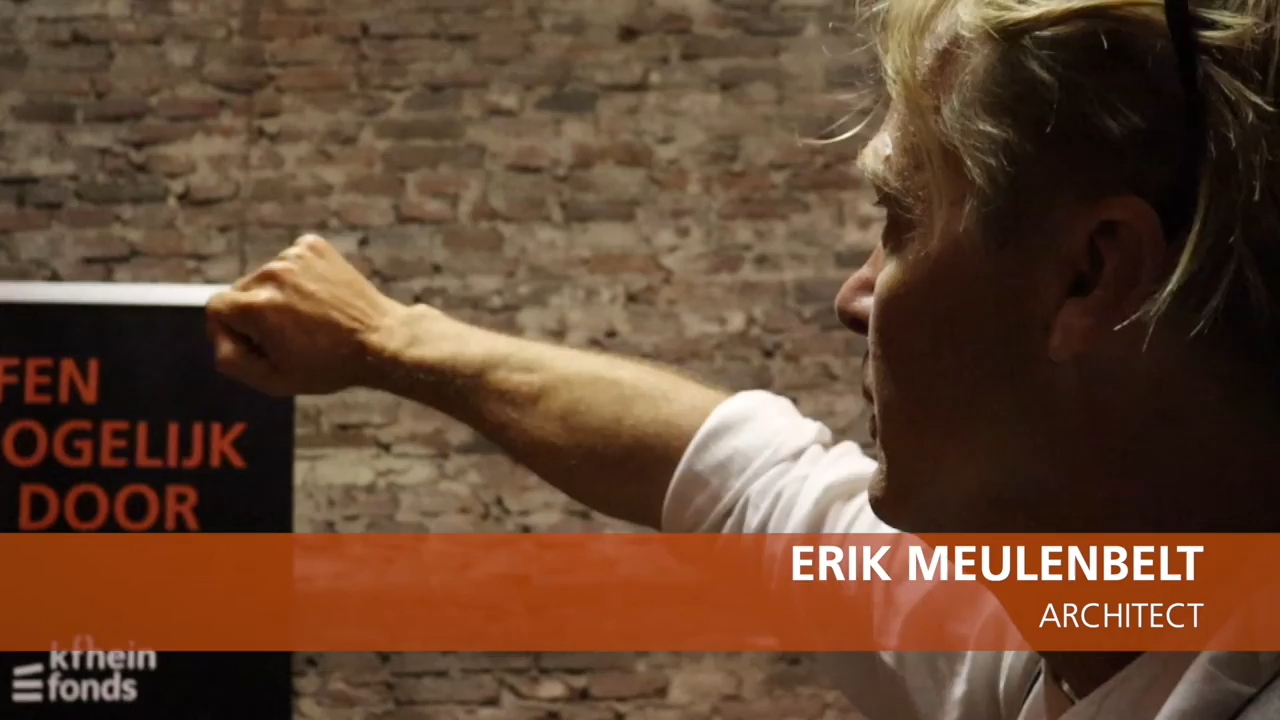 FEN
OGELIJK
DOOR
ERIK MEULENBELT
ARCHITECT
kfhein
fonds